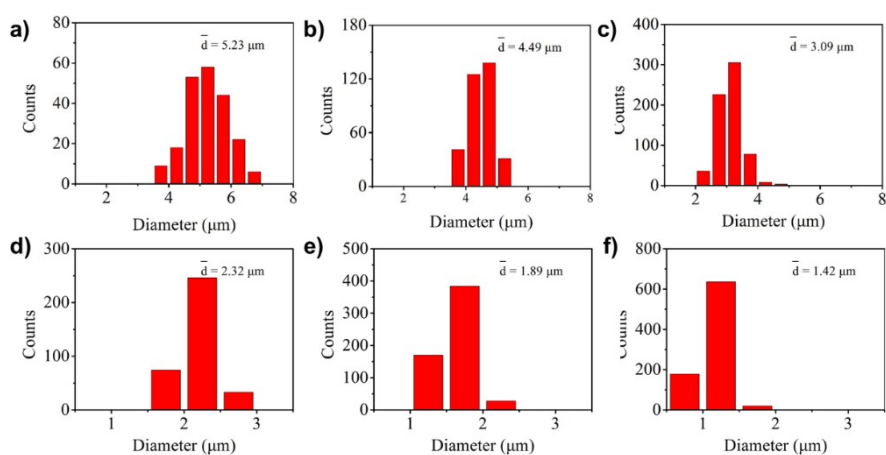 a)
d̅ = 5.23 μm
80
60
40
20
0
Counts
2 4 6 8
Diameter (μm)
b)
d̅ = 4.49 μm
180
120
60
0
Counts
2 4 6 8
Diameter (μm)
c)
d̅ = 3.09 μm
400
300
200
100
0
Counts
2 4 6 8
Diameter (μm)
d)
d̅ = 2.32 μm
300
200
100
0
Counts
1 2 3
Diameter (μm)
e)
d̅ = 1.89 μm
500
400
300
200
100
0
Counts
1 2 3
Diameter (μm)
f)
d̅ = 1.42 μm
800
600
400
200
0
Counts
1 2 3
Diameter (μm)